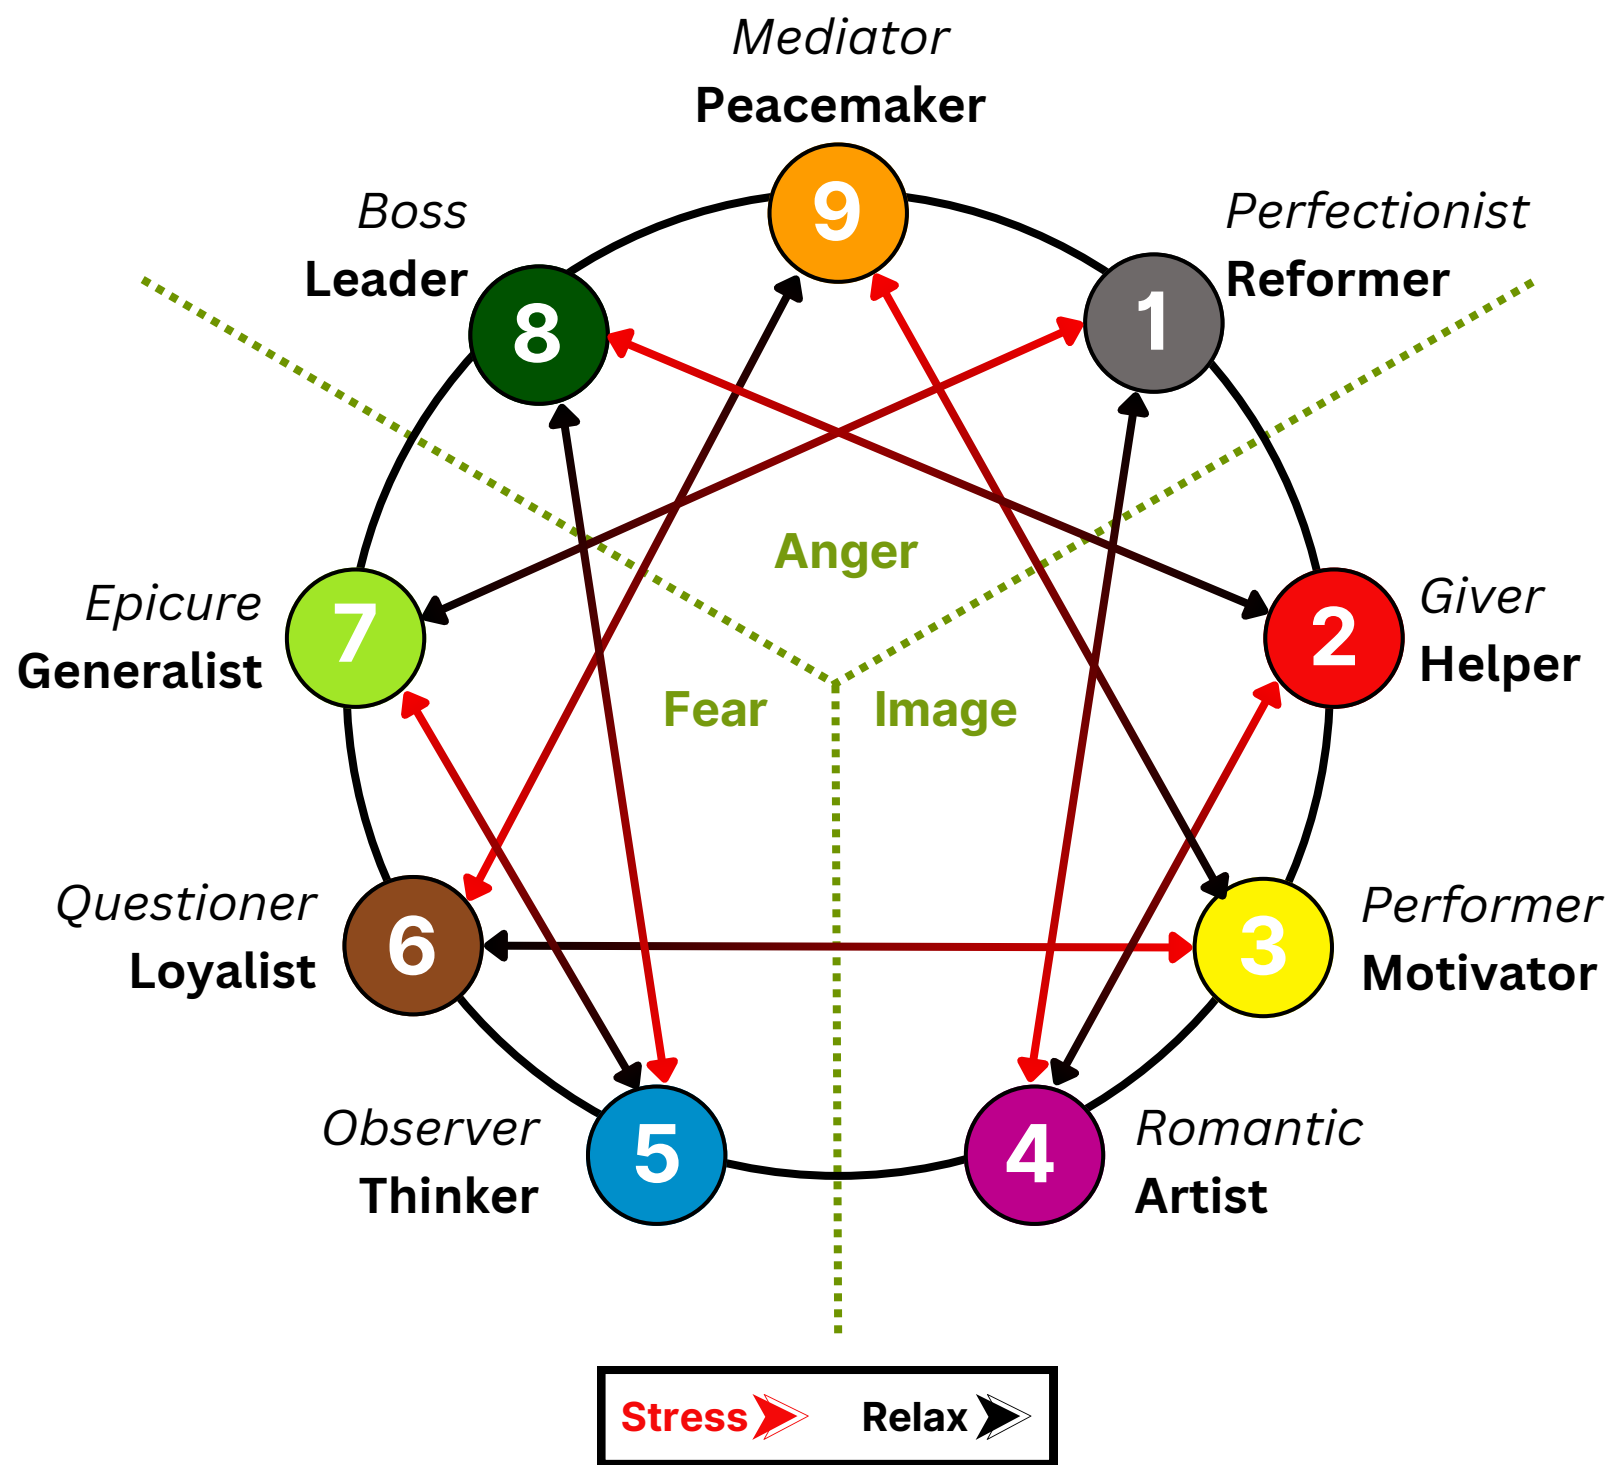 Mediator
Peacemaker
9
Boss
Leader
8
Perfectionist
Reformer
1
Anger
Epicure
Generalist
7
Fear
Image
Giver
Helper
2
Questioner
Loyalist
6
Performer
Motivator
3
Observer
Thinker
5
Romantic
Artist
4
Stress
Relax